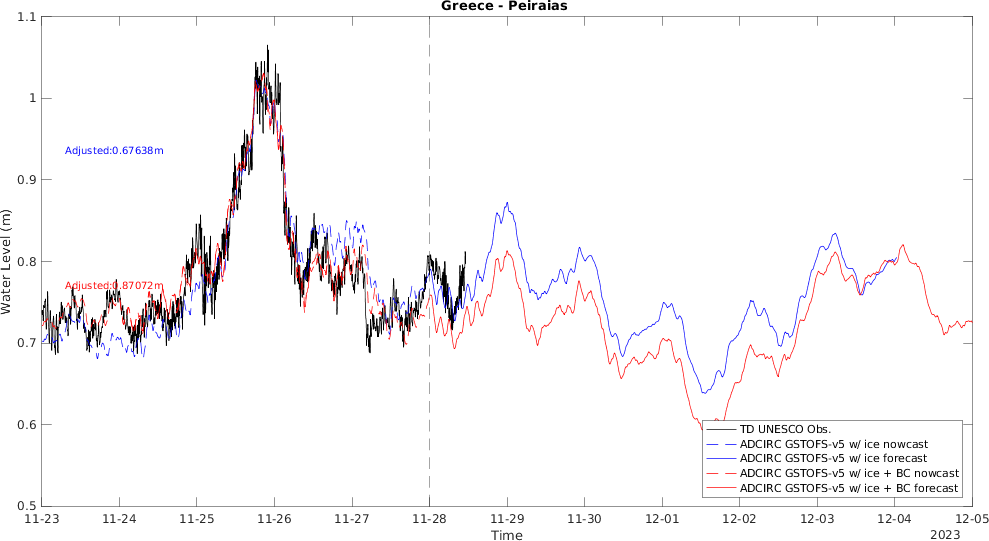 Greece - Peiraias
Water Level (m)
1.1
1
0.9
0.8
0.7
0.6
0.5
Adjusted:0.67638m
Adjusted:0.87072m
TD UNESCO Obs.
ADCIRC GSTOFS-v5 w/ ice nowcast
ADCIRC GSTOFS-v5 w/ ice forecast
ADCIRC GSTOFS-v5 w/ ice + BC nowcast
ADCIRC GSTOFS-v5 w/ ice + BC forecast
11-23 11-24 11-25 11-26 11-27 11-28 11-29 11-30 12-01 12-02 12-03 12-04 12-05
Time
2023